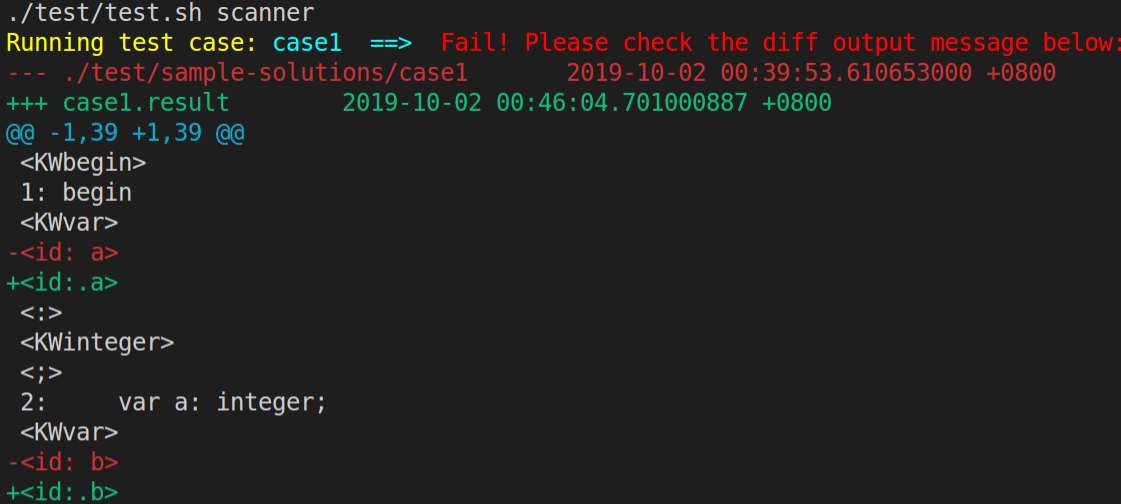 ./test/test.sh scanner
Running test case: case1  ==>  Fail! Please check the diff output message below:
--- ./test/sample-solutions/case1       2019-10-02 00:39:53.610653000 +0800
+++ case1.result        2019-10-02 00:46:04.701000887 +0800
@@ -1,39 +1,39 @@
 <KWbegin>
 1: begin
 <KWvar>
-<id: a>
+<id:.a>
 <:>
 <KWinteger>
 <;>
 2:     var a: integer;
 <KWvar>
-<id: b>
+<id:.b>